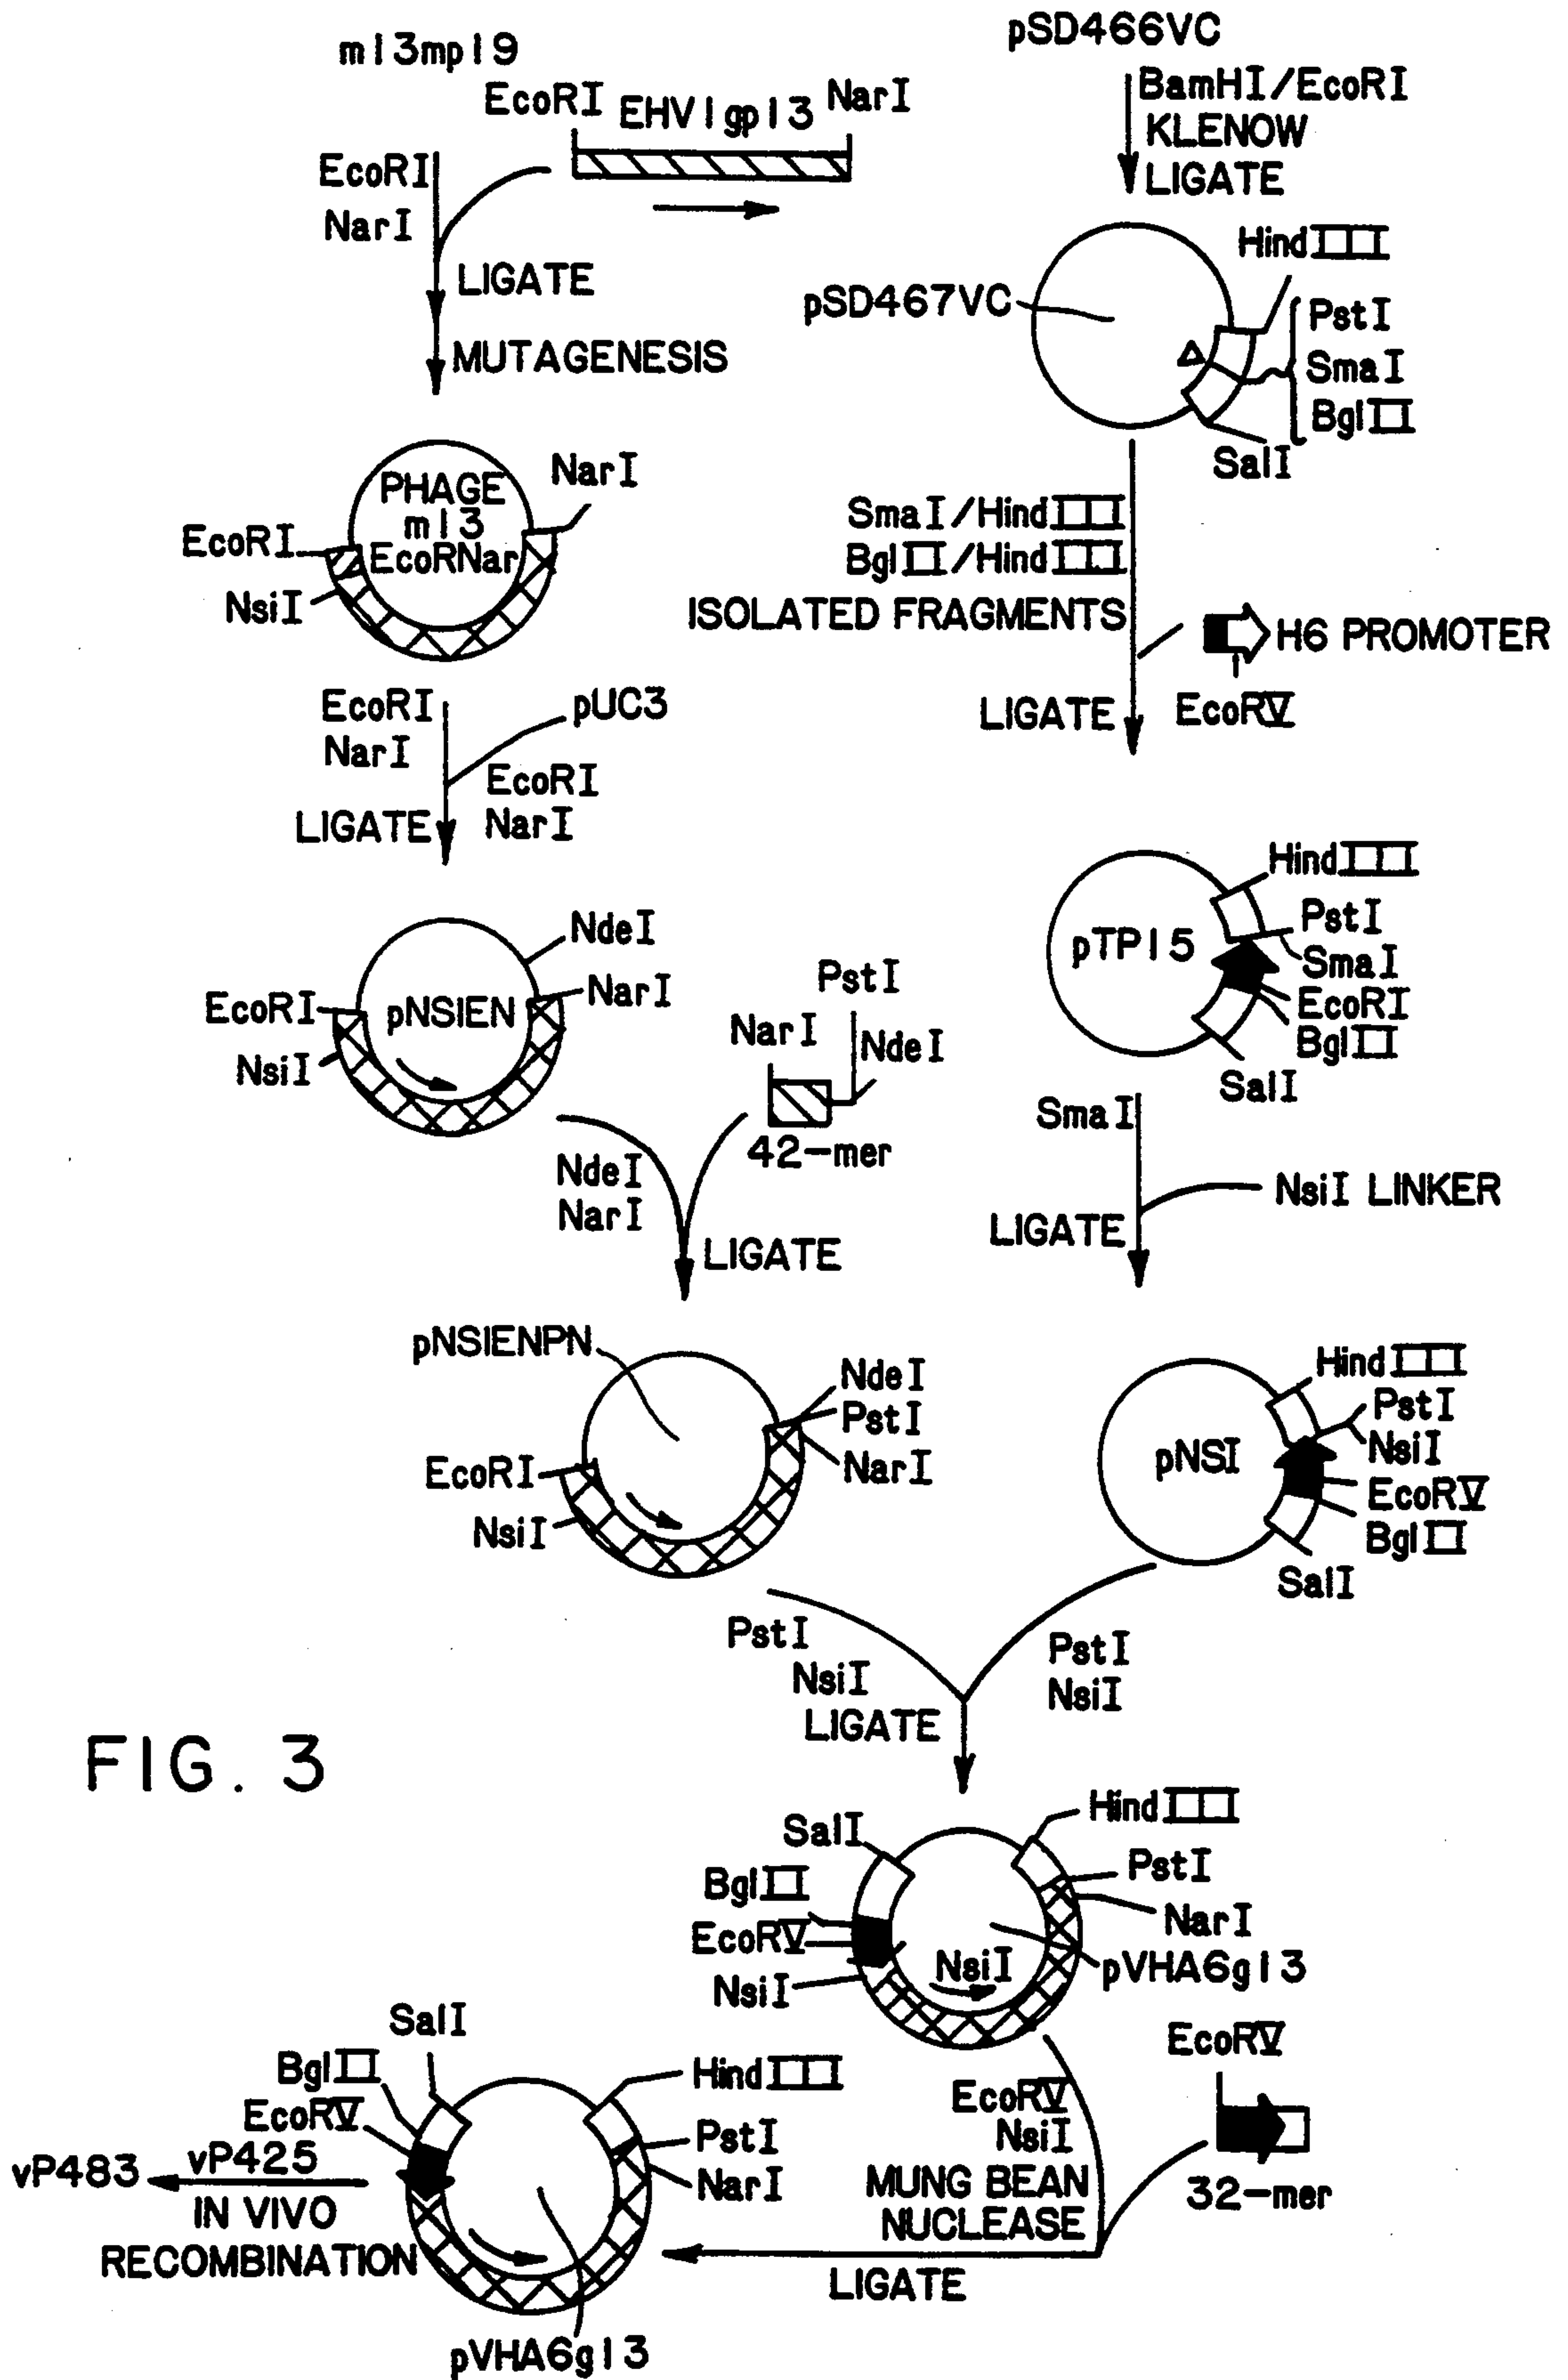 m13mp19
EcoRI EHV1gp13 NarI
EcoRI
NarI
LIGATE
MUTAGENESIS
PHAGE
m13
EcoRNar
NarI
EcoRI
NsiI
EcoRI
NarI
pUC3
EcoRI
NarI
LIGATE
NdeI
NarI
EcoRI
pNSIEN
NsiI
PstI
NarI
NdeI
42-mer
NdeI
NarI
LIGATE
pNSIENPN
NdeI
PstI
NarI
EcoRI
NsiI
pSD466VC
BamHI/EcoRI
KLENOW
LIGATE
HindIII
pSD467VC
PstI
SmaI
BglII
Δ
SalI
SmaI/HindIII
BglII/HindIII
ISOLATED FRAGMENTS
H6 PROMOTER
LIGATE
EcoRV
HindIII
pTP15
PstI
SmaI
EcoRI
BglII
SalI
SmaI
NsiI LINKER
LIGATE
HindIII
PstI
pNSI
NsiI
EcoRV
BglII
SalI
PstI
NsiI
LIGATE
PstI
NsiI
FIG. 3
HindIII
SalI
PstI
BglII
NarI
EcoRV
NsiI
pVHA6g13
NsiI
EcoRV
EcoRV
NsiI
MUNG BEAN
NUCLEASE
32-mer
LIGATE
SalI
BglII
HindIII
EcoRV
PstI
NarI
vP483
vP425
IN VIVO
RECOMBINATION
pVHA6g13